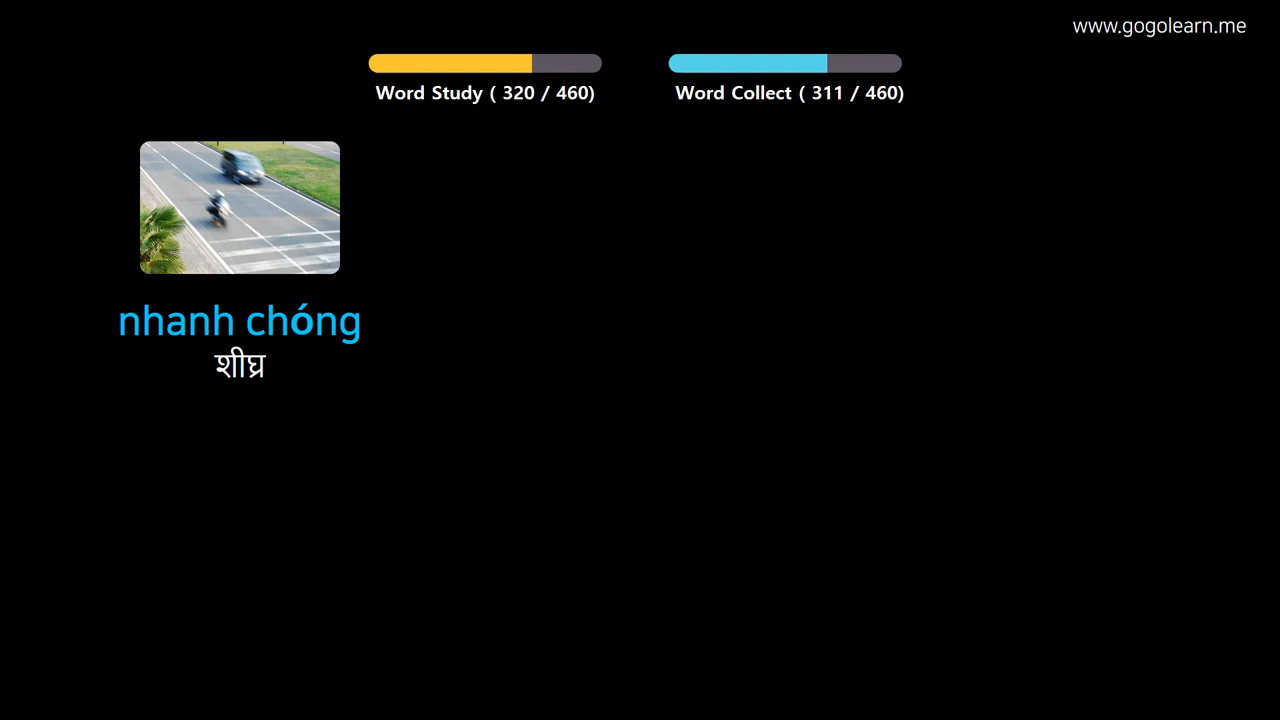 www.gogolearn.me
Word Study ( 320 / 460)
Word Collect ( 311 / 460)
nhanh chóng
शीघ्र